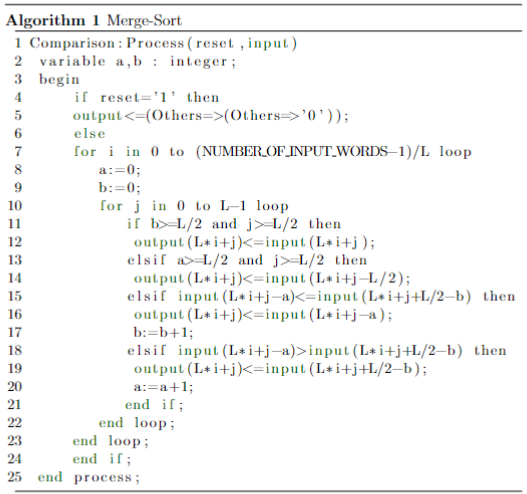 Algorithm 1 Merge-Sort
1 Comparison:Process(reset,input)
2 variable a,b : integer;
3 begin
4 if reset='1' then
5 output<=(Others=>(Others=>'0'));
6 else
7 for i in 0 to (NUMBER_OF_INPUT_WORDS-1)/L loop
8 a:=0;
9 b:=0;
10 for j in 0 to L-1 loop
11 if b>=L/2 and j>=L/2 then
12 output(L*i+j)<=input(L*i+j);
13 elsif a>=L/2 and j>=L/2 then
14 output(L*i+j)<=input(L*i+j-L/2);
15 elsif input(L*i+j-a)<=input(L*i+j+L/2-b) then
16 output(L*i+j)<=input(L*i+j-a);
17 b:=b+1;
18 elsif input(L*i+j-a)>input(L*i+j+L/2-b) then
19 output(L*i+j)<=input(L*i+j+L/2-b);
20 a:=a+1;
21 end if;
22 end loop;
23 end loop;
24 end if;
25 end process;